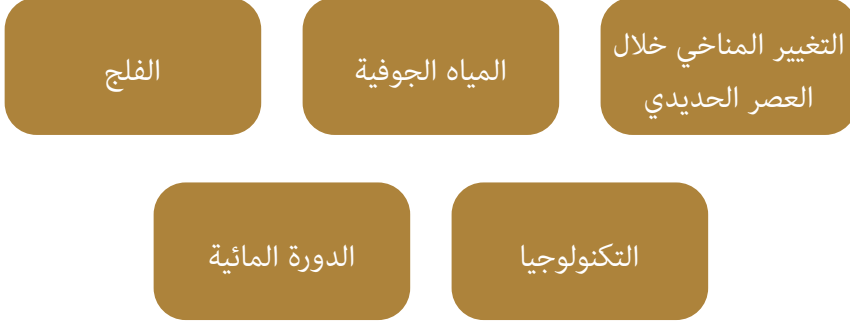 التغيير المناخي خلال
العصر الحديدي
المياه الجوفية
الفلج
التكنولوجيا
الدورة المائية